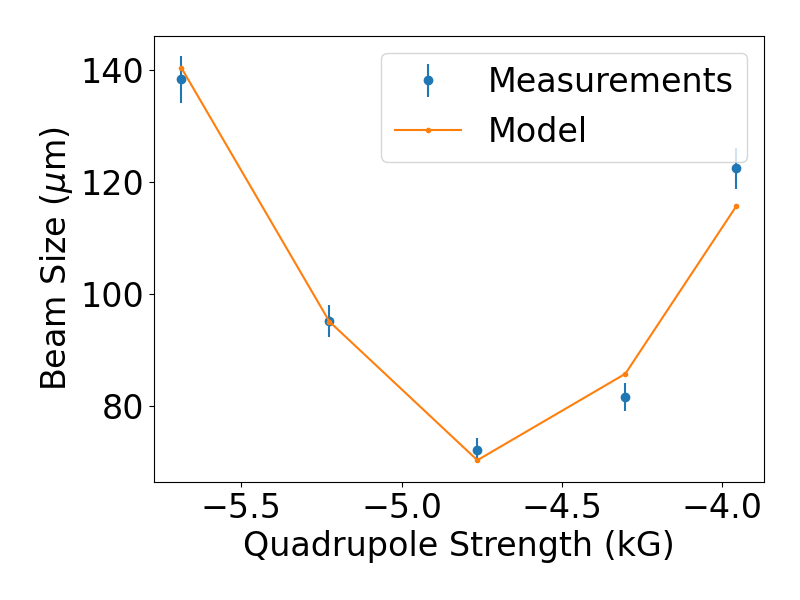 140
120
100
80
Beam Size (μm)
Measurements
Model
−5.5 −5.0 −4.5 −4.0
Quadrupole Strength (kG)